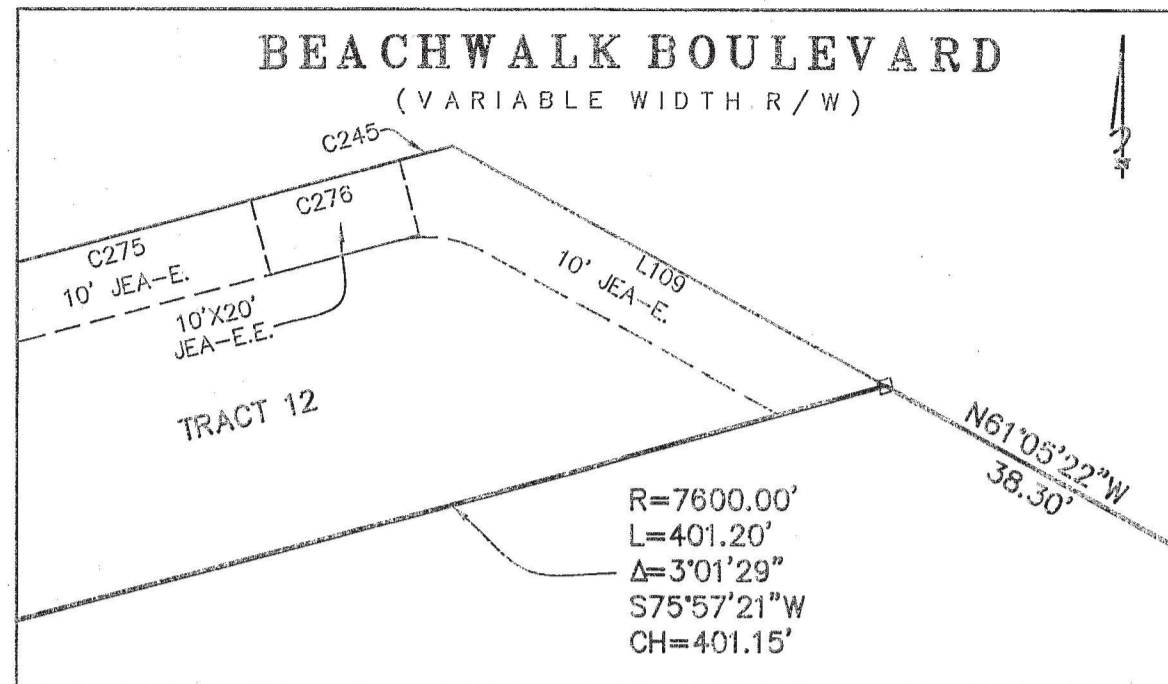 BEACHWALK BOULEVARD
(VARIABLE WIDTH R/W)
C245
C276
C275
10' JEA-E.
L109
10' JEA-E.
10'X20'
JEA-E.E.
TRACT 12
N61°05'22"W
38.30'
R=7600.00'
L=401.20'
Δ=3°01'29"
S75°57'21"W
CH=401.15'